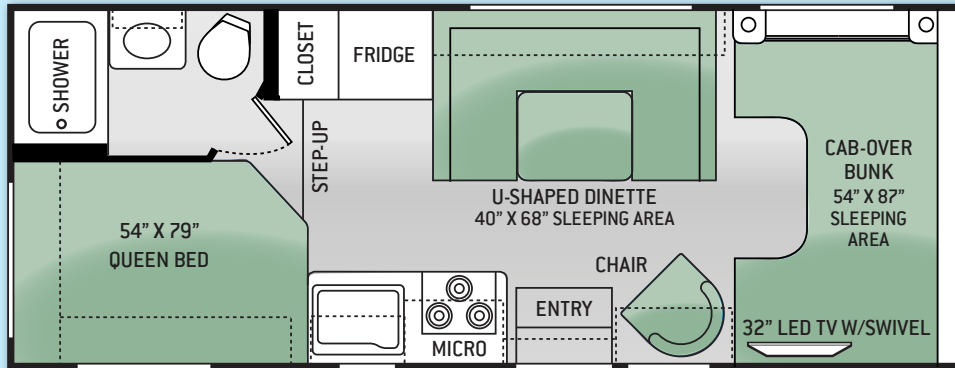 SHOWER
CLOSET
FRIDGE
STEP-UP
U-SHAPED DINETTE
40” X 68” SLEEPING AREA
CAB-OVER
BUNK
54” X 87”
SLEEPING
AREA
54” X 79”
QUEEN BED
CHAIR
ENTRY
MICRO
32” LED TV W/SWIVEL